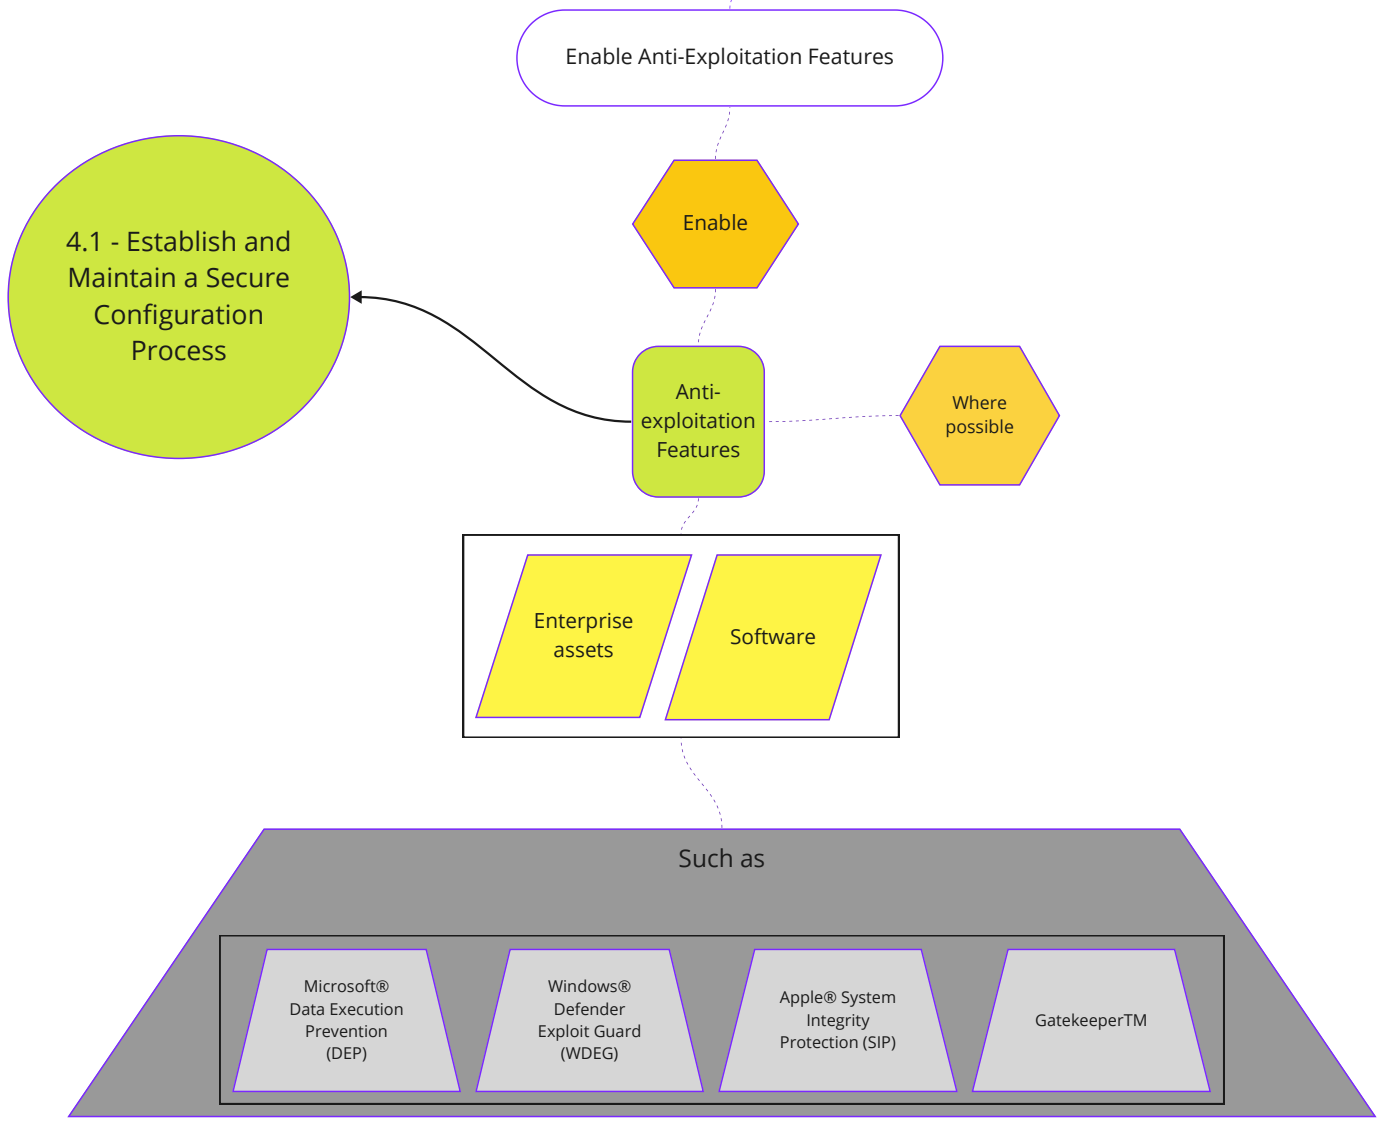 Enable Anti-Exploitation Features
Enable
4.1 - Establish and
Maintain a Secure
Configuration
Process
Anti-
exploitation
Features
Where
possible
Enterprise
assets
Software
Such as
Microsoft®
Data Execution
Prevention
(DEP)
Windows®
Defender
Exploit Guard
(WDEG)
Apple® System
Integrity
Protection (SIP)
GatekeeperTM